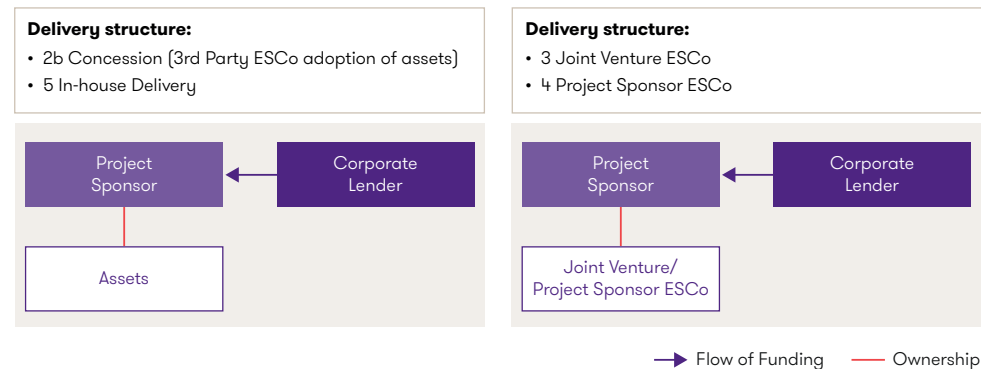 Delivery structure:
• 2b Concession (3rd Party ESCo adoption of assets)
• 5 In-house Delivery
Project
Sponsor
Corporate
Lender
Assets
Delivery structure:
• 3 Joint Venture ESCo
• 4 Project Sponsor ESCo
Project
Sponsor
Corporate
Lender
Joint Venture/
Project Sponsor ESCo
Flow of Funding
Ownership